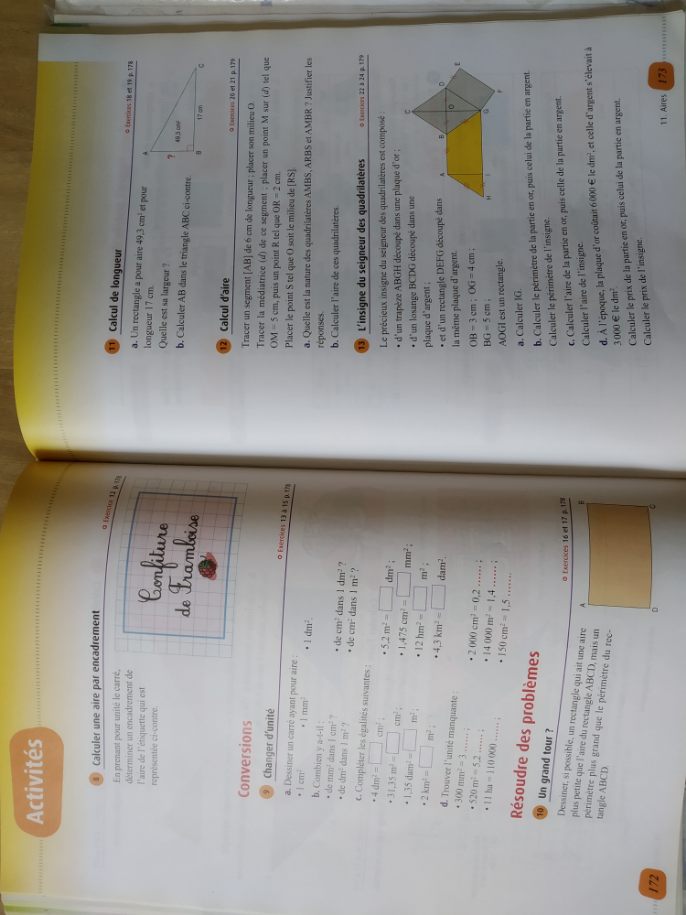 Activités
8 Calculer une aire par encadrement
Exercice 12 p.178
En prenant pour unité le carré,
déterminer un encadrement de
l'aire de l'étiquette qui est
représentée ci-contre.
Confiture
de Framboise
Conversions
9 Changer d'unité
Exercices 13 à 15 p.178
a. Dessiner un carré ayant pour aire :
• 1 cm² • 1 mm² • 1 dm².
b. Combien y a-t-il :
• de mm² dans 1 cm² ? • de cm² dans 1 dm² ?
• de dm² dans 1 m² ? • de cm² dans 1 m² ?
c. Compléter les égalités suivantes :
• 4 dm² = cm² ; • 5,2 m² = dm² ;
• 31,35 m² = cm² ; • 1,475 cm² = mm² ;
• 1,35 dam² = m² ; • 12 hm² = m² ;
• 2 km² = m² ; • 4,3 km² = dam².
d. Trouver l'unité manquante
• 300 mm² = 3 ...... ; • 2 000 cm² = 0,2 ...... ;
• 520 m² = 5,2 ...... ; • 14 000 m² = 1,4 ...... ;
• 11 ha = 110 000 ...... ; • 150 cm² = 1,5 .......
Résoudre des problèmes
10 Un grand tour ?
Exercices 16 et 17 p.178
Dessiner, si possible, un rectangle qui ait une aire
plus petite que l'aire du rectangle ABCD, mais un
périmètre plus grand que le périmètre du rec-
tangle ABCD.
A B
D C
172
11 Calcul de longueur
Exercices 18 et 19 p.178
a. Un rectangle a pour aire 49,3 cm² et pour
longueur 17 cm.
Quelle est sa largeur ?
b. Calculer AB dans le triangle ABC ci-contre.
A
?
49,3 cm²
B 17 cm C
12 Calcul d'aire
Exercices 20 et 21 p.179
Tracer un segment [AB] de 6 cm de longueur ; placer son milieu O.
Tracer la médiatrice (d) de ce segment ; placer un point M sur (d) tel que
OM = 5 cm, puis un point R tel que OR = 2 cm.
Placer le point S tel que O soit le milieu de [RS].
a. Quelle est la nature des quadrilatères AMBS, ARBS et AMBR ? Justifier les
réponses.
b. Calculer l'aire de ces quadrilatères.
13 L'insigne du seigneur des quadrilatères
Exercices 22 à 24 p.179
Le précieux insigne du seigneur des quadrilatères est composé :
• d'un trapèze ABGH découpé dans une plaque d'or ;
• d'un losange BCDG découpé dans une
plaque d'argent ;
• et d'un rectangle DEFG découpé dans
la même plaque d'argent.
OB = 3 cm ; OG = 4 cm ;
BG = 5 cm ;
AOGI est un rectangle.
C
A B O D
E
H I G
F
a. Calculer IG.
b. Calculer le périmètre de la partie en or, puis celui de la partie en argent.
Calculer le périmètre de l'insigne.
c. Calculer l'aire de la partie en or, puis celle de la partie en argent.
Calculer l'aire de l'insigne.
d. À l'époque, la plaque d'or coûtait 6 000 € le dm², et celle d'argent s'élevait à
3 000 € le dm².
Calculer le prix de la partie en or, puis celui de la partie en argent.
Calculer le prix de l'insigne.
11. Aires 173